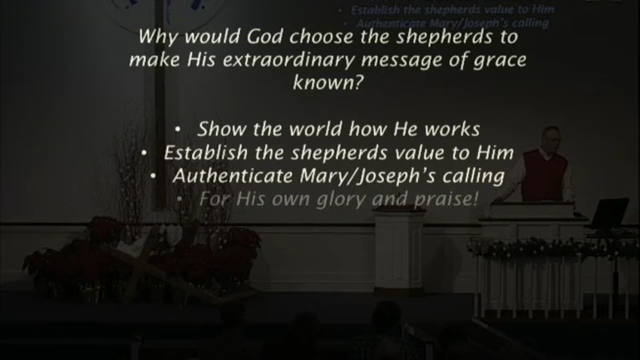 • Establish the shepherds value to Him
• Authenticate Mary/Joseph's calling
Why would God choose the shepherds to
make His extraordinary message of grace
known?
• Show the world how He works
• Establish the shepherds value to Him
• Authenticate Mary/Joseph's calling
• For His own glory and praise!